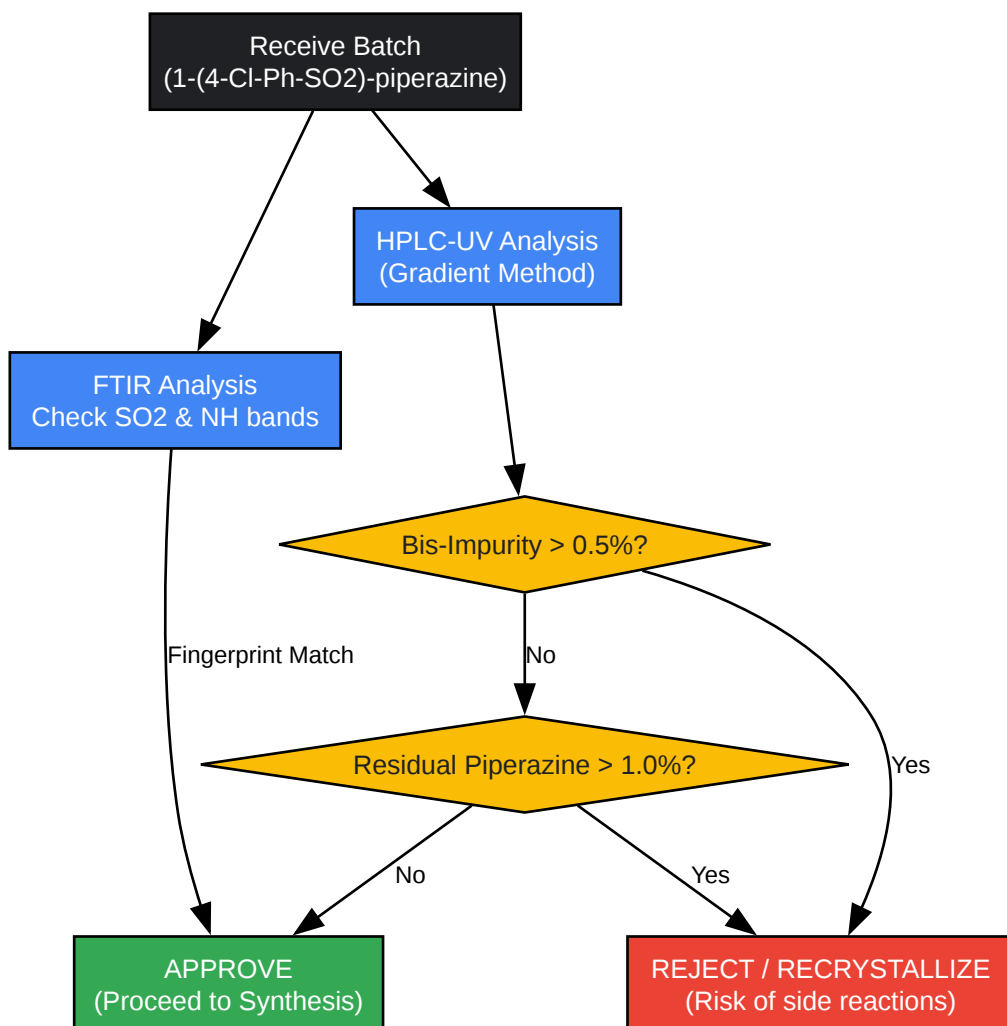 Receive Batch
(1-(4-Cl-Ph-SO2)-piperazine)
HPLC-UV Analysis
(Gradient Method)
FTIR Analysis
Check SO2 & NH bands
Bis-Impurity > 0.5%?
Fingerprint Match
No
Residual Piperazine > 1.0%?
Yes
No
Yes
APPROVE
(Proceed to Synthesis)
REJECT / RECRYSTALLIZE
(Risk of side reactions)